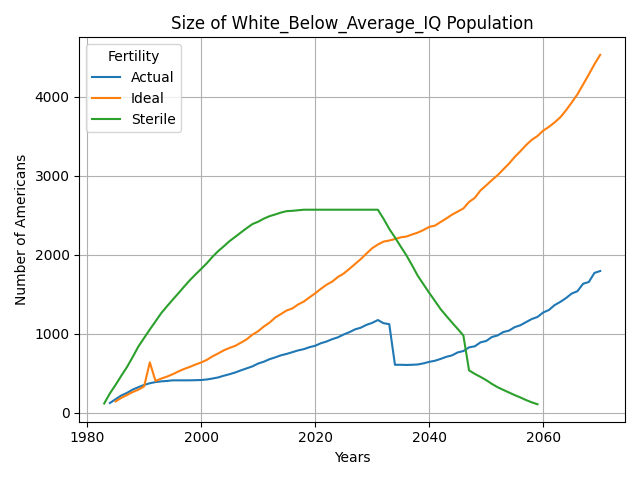 Size of White_Below_Average_IQ Population
Fertility
Actual
Ideal
Sterile
4000
3000
2000
1000
0
Number of Americans
1980
2000
2020
2040
2060
Years